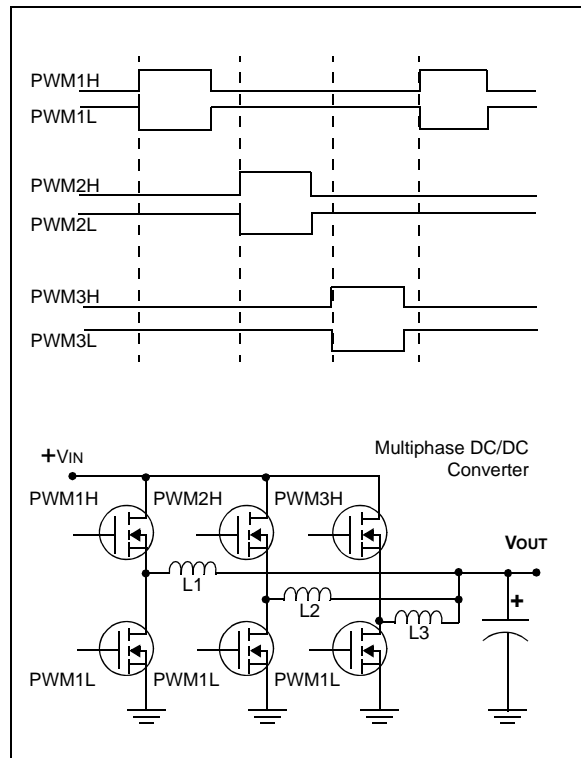 PWM1H
PWM1L
PWM2H
PWM2L
PWM3H
PWM3L
Multiphase DC/DC
Converter
+VIN
PWM1H PWM2H PWM3H
VOUT
L1
L2
+
L3
PWM1L PWM1L PWM1L